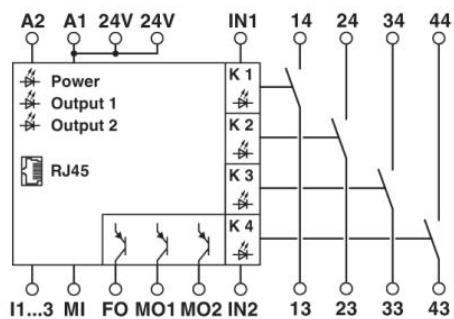 A2 A1 24V 24V IN1 14 24 34 44
Power
Output 1
Output 2
RJ45
K 1
K 2
K 3
K 4
I1...3 MI FO MO1 MO2 IN2 13 23 33 43